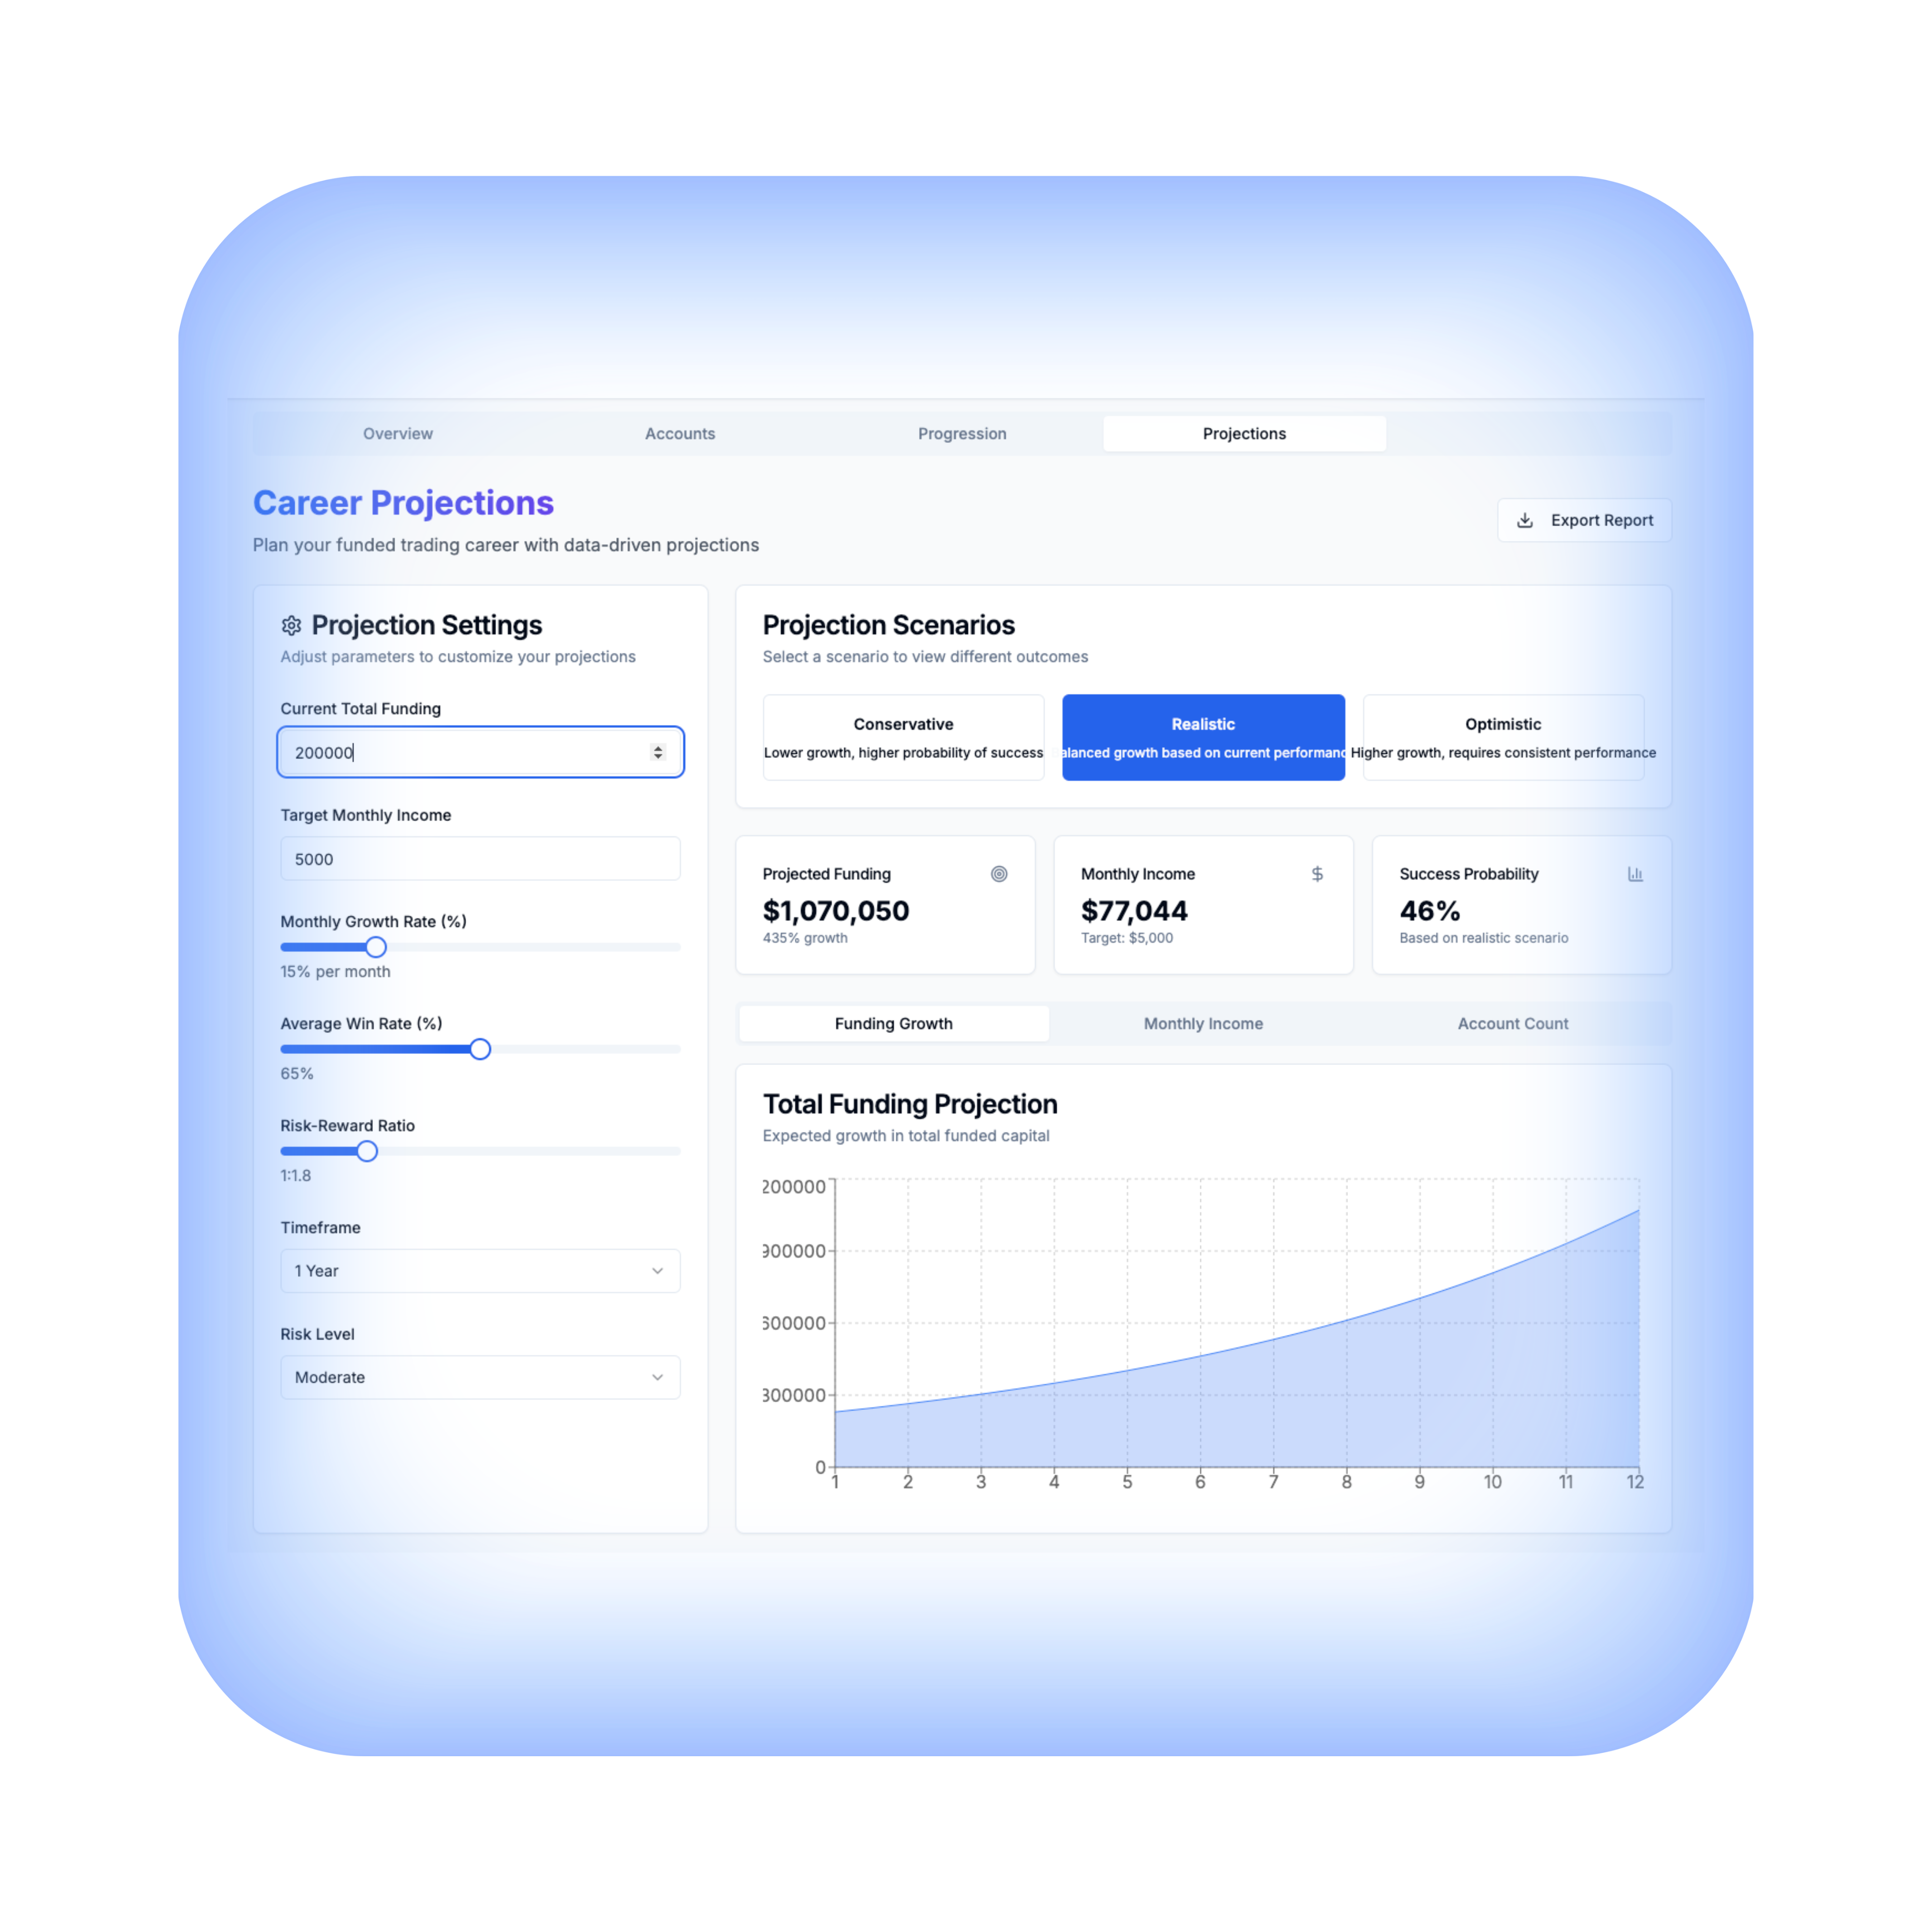 Overview Accounts Progression Projections
Career Projections
Plan your funded trading career with data-driven projections
Export Report
Projection Settings
Adjust parameters to customize your projections
Current Total Funding
200000
Target Monthly Income
5000
Monthly Growth Rate (%)
15% per month
Average Win Rate (%)
65%
Risk-Reward Ratio
1:1.8
Timeframe
1 Year
Risk Level
Moderate
Projection Scenarios
Select a scenario to view different outcomes
Conservative
Lower growth, higher probability of success
Realistic
growth based on current
Optimistic
Higher growth, requires consistent performance
Projected Funding
$1,070,050
435% growth
Monthly Income
$77,044
Target: $5,000
Success Probability
46%
Based on realistic scenario
Funding Growth Monthly Income Account Count
Total Funding Projection
Expected growth in total funded capital
200000
900000
600000
300000
0
1 2 3 4 5 6 7 8 9 10 11 12